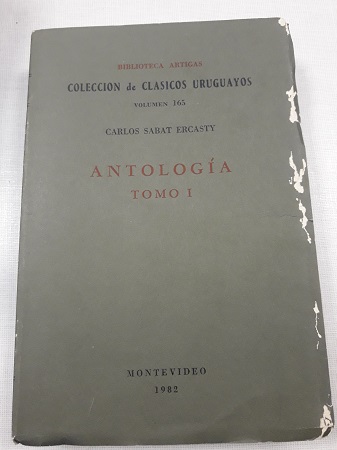 BIBLIOTECA ARTIGAS
COLECCION de CLASICOS URUGUAYOS
VOLUMEN 165
CARLOS SABAT ERCASTY
ANTOLOGÍA
TOMO I
MONTEVIDEO
1982